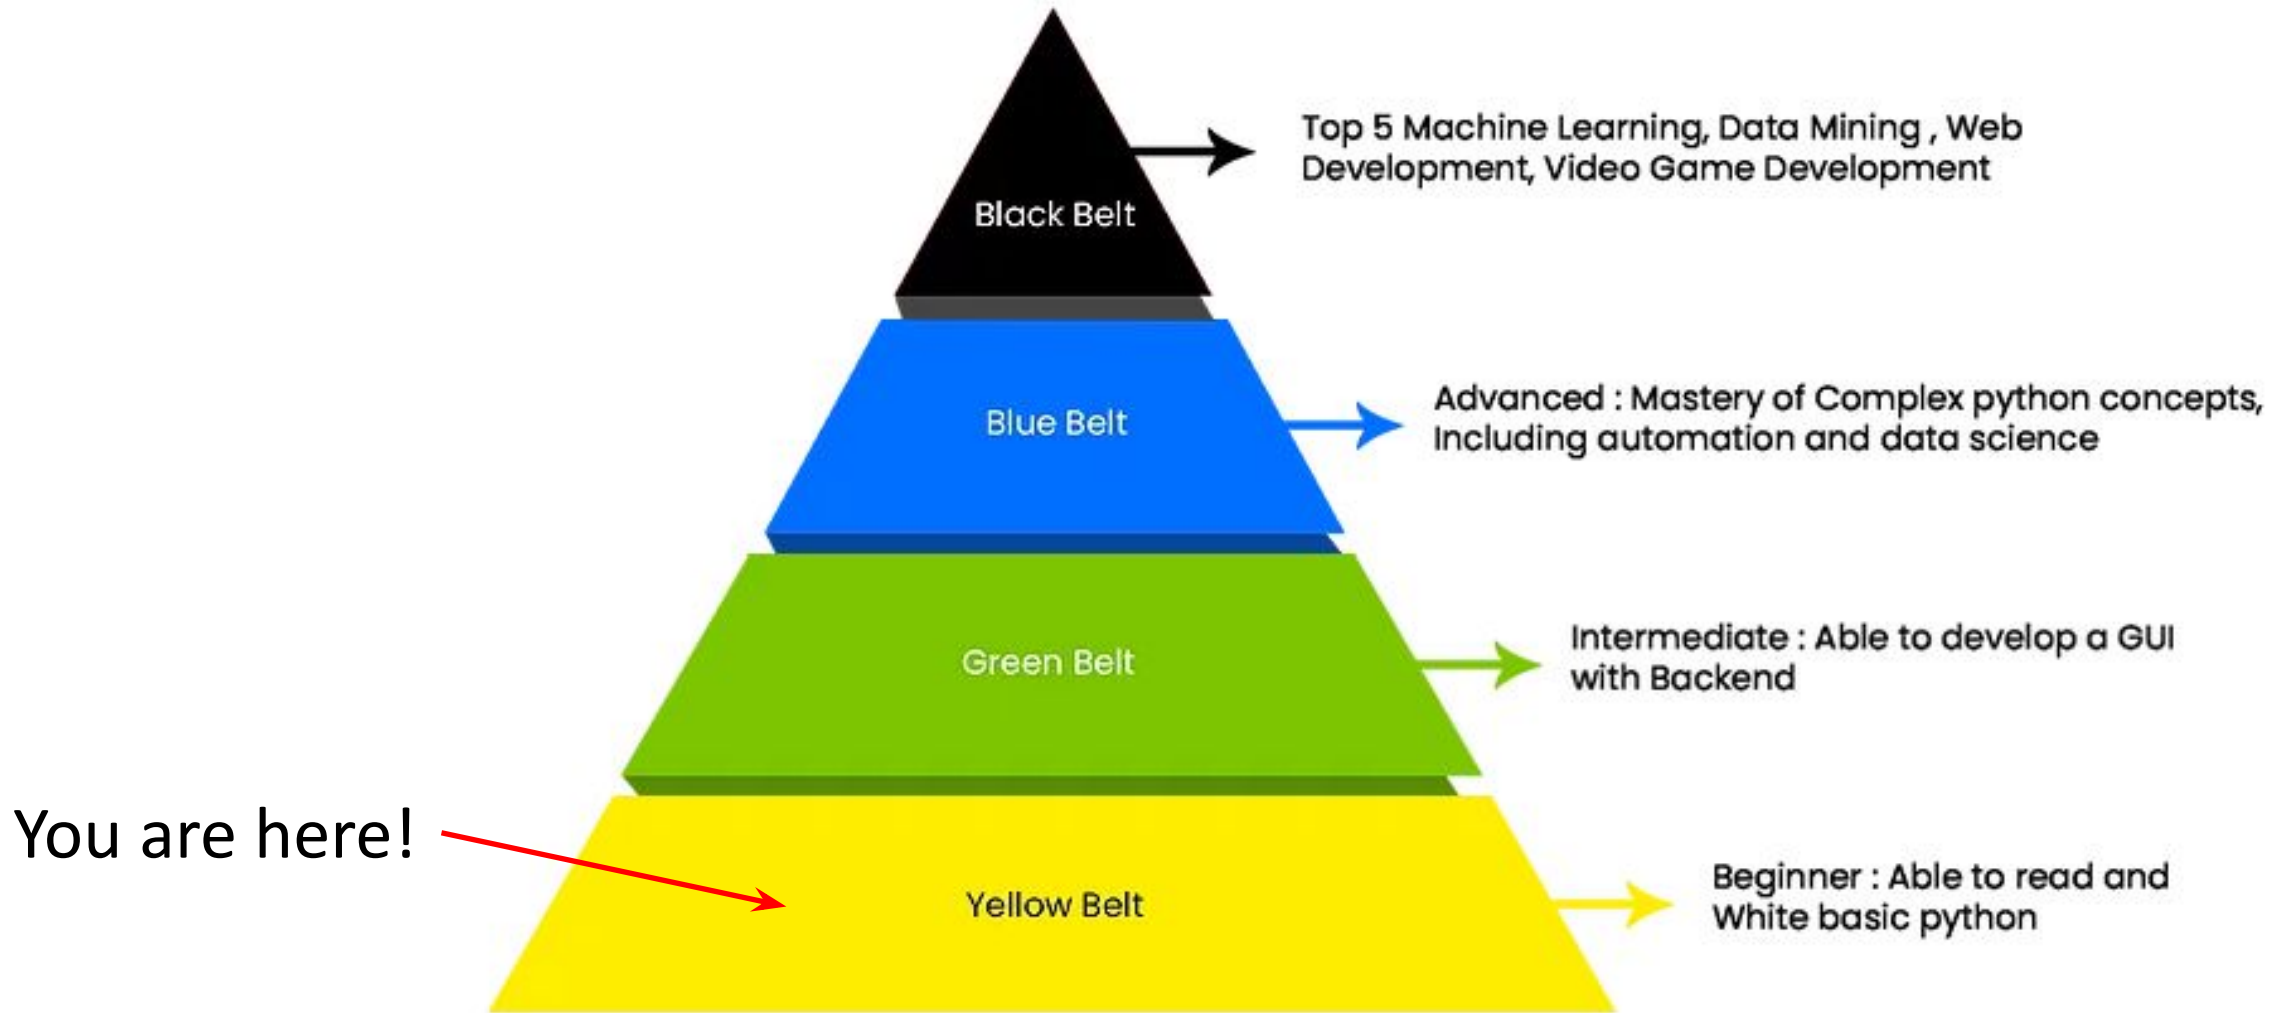 Top 5 Machine Learning, Data Mining , Web
Development, Video Game Development
Black Belt
Advanced : Mastery of Complex python concepts,
Including automation and data science
Blue Belt
Intermediate : Able to develop a GUI
with Backend
Green Belt
You are here!
Beginner : Able to read and
White basic python
Yellow Belt